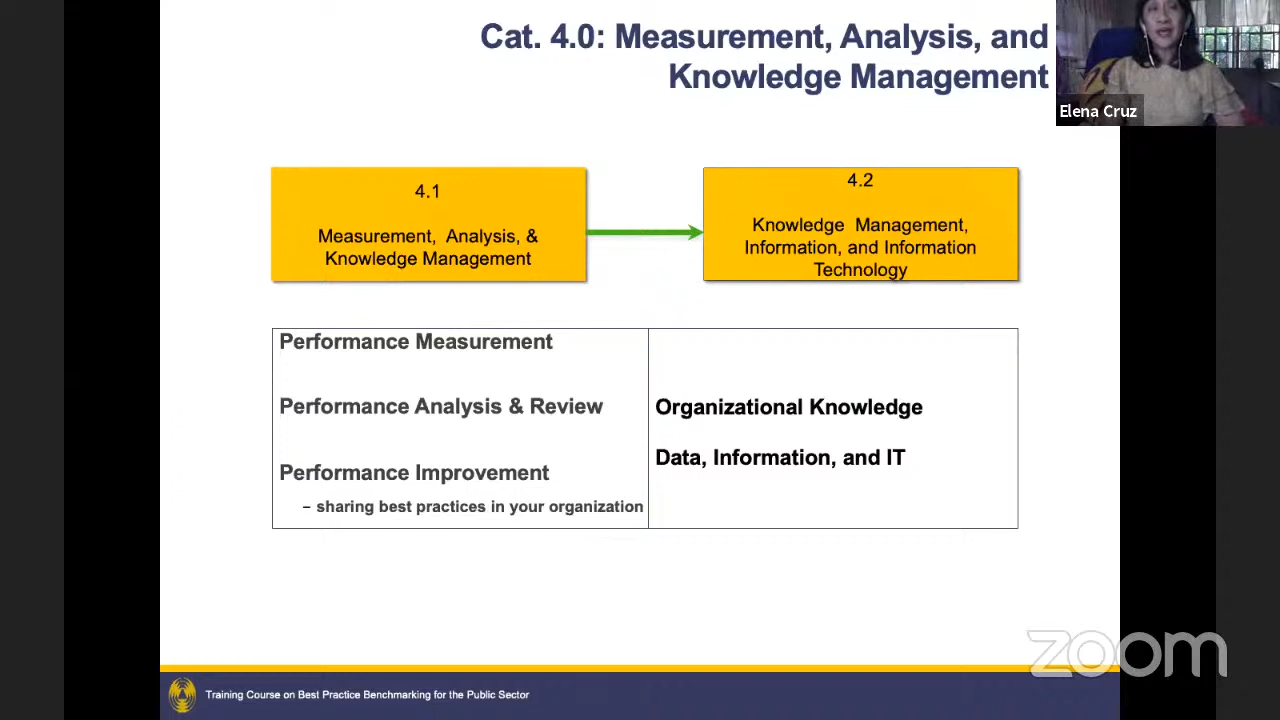 Cat. 4.0: Measurement, Analysis, and
Knowledge Management
Elena Cruz
4.1
Measurement, Analysis, &
Knowledge Management
4.2
Knowledge Management,
Information, and Information
Technology
Performance Measurement
Performance Analysis & Review
Performance Improvement
– sharing best practices in your organization
Organizational Knowledge
Data, Information, and IT
zoom
Training Course on Best Practice Benchmarking for the Public Sector